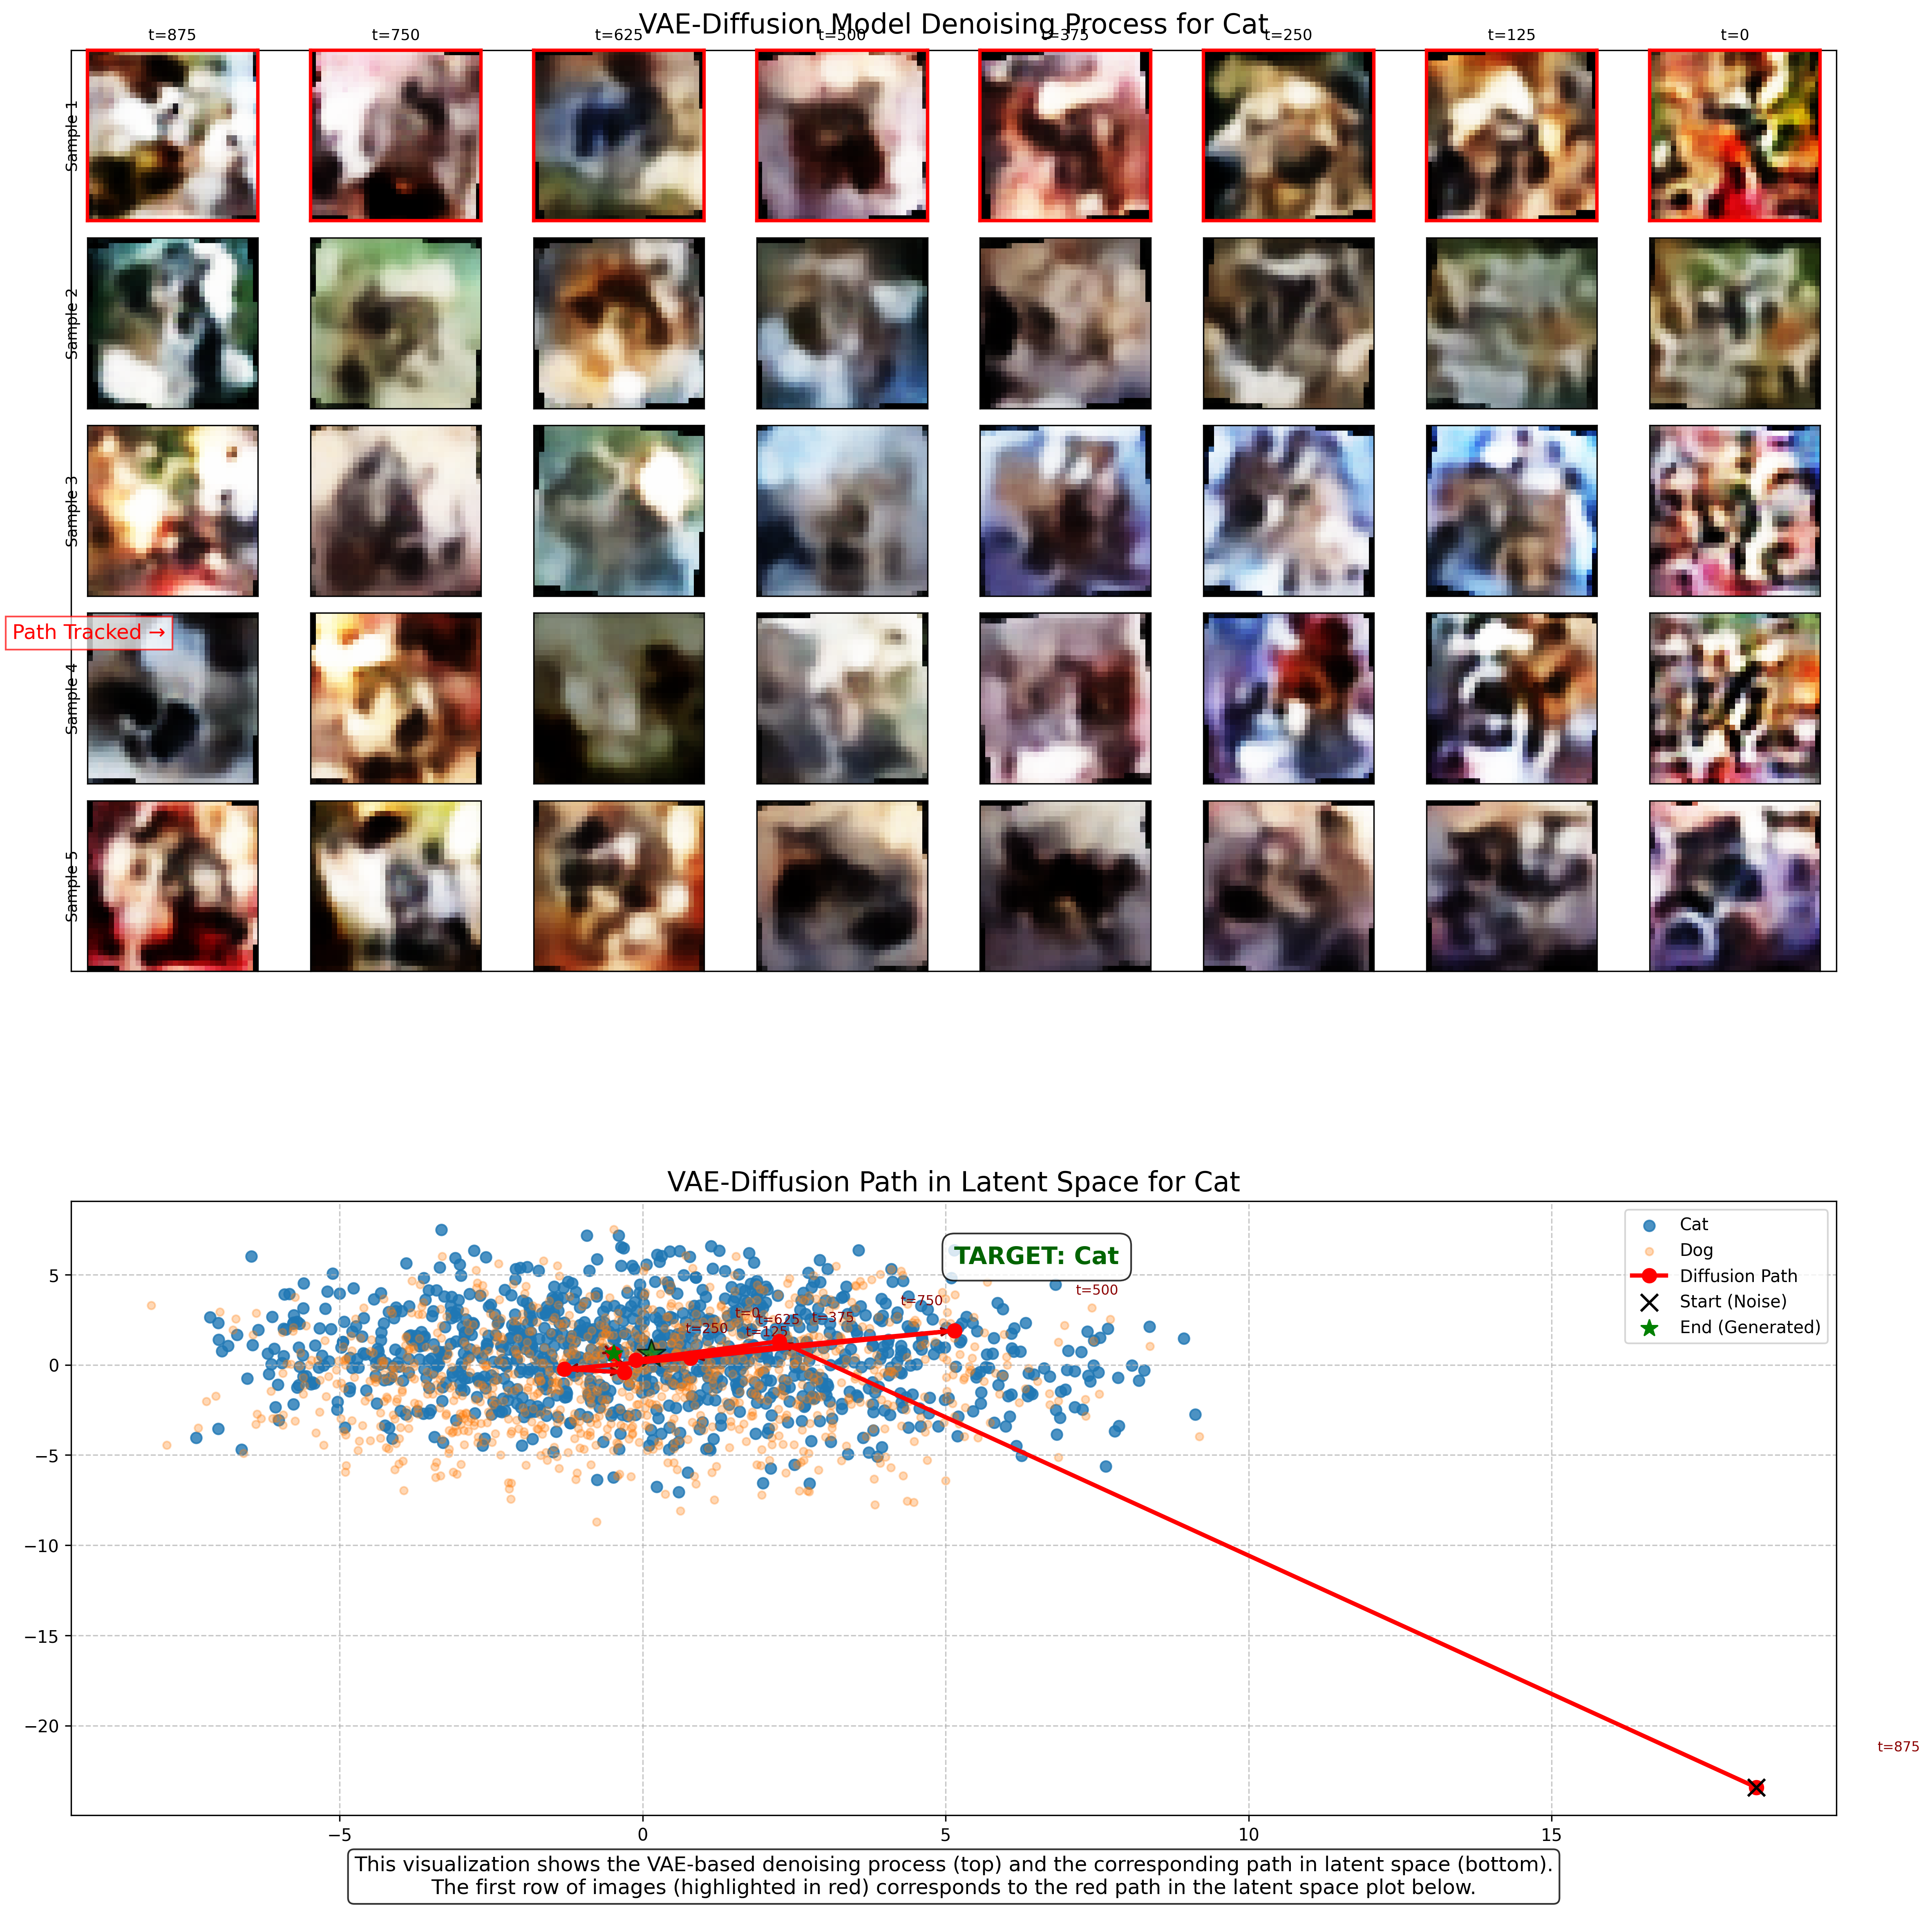 VAE-Diffusion Model Denoising Process for Cat
t=875
t=750
t=625
t=500
t=375
t=250
t=125
t=0
Sample 1
Sample 2
Sample 3
Path Tracked →
Sample 4
Sample 5
VAE-Diffusion Path in Latent Space for Cat
TARGET: Cat
Cat
Dog
Diffusion Path
Start (Noise)
End (Generated)
t=500
t=750
t=0
t=625
t=375
t=250
t=125
t=875
5
0
−5
−10
−15
−20
−5
0
5
10
15
This visualization shows the VAE-based denoising process (top) and the corresponding path in latent space (bottom).
The first row of images (highlighted in red) corresponds to the red path in the latent space plot below.